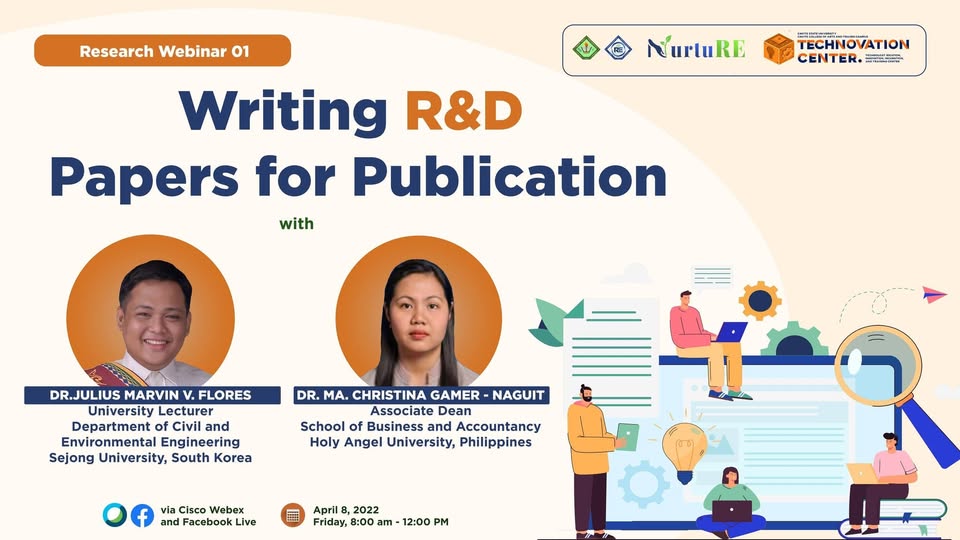 Research Webinar 01
NurtuRE
CAVITE STATE UNIVERSITY
TECHNOVATION
CENTER.
Writing R&D
Papers for Publication
with
DR.JULIUS MARVIN V. FLORES
University Lecturer
Department of Civil and
Environmental Engineering
Sejong University, South Korea
DR. MA. CHRISTINA GAMER - NAGUIT
Associate Dean
School of Business and Accountancy
Holy Angel University, Philippines
via Cisco Webex
and Facebook Live
April 8, 2022
Friday, 8:00 am - 12:00 PM